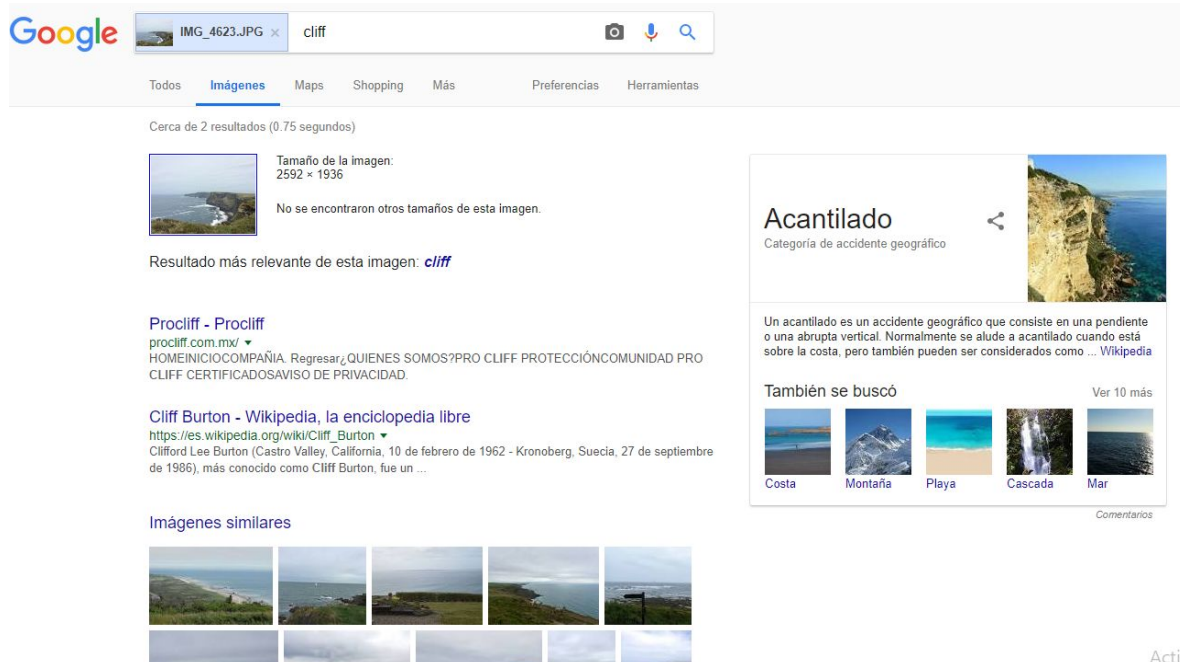 Google
IMG_4623.JPG × cliff
Todos Imágenes Maps Shopping Más Preferencias Herramientas
Cerca de 2 resultados (0.75 segundos)
Tamaño de la imagen:
2592 × 1936
No se encontraron otros tamaños de esta imagen.
Resultado más relevante de esta imagen: cliff
Procliff - Procliff
procliff.com.mx/
HOMEINICIOCOMPAÑIA. Regresar¿QUIENES SOMOS?PRO CLIFF PROTECCIÓNCOMUNIDAD PRO
CLIFF CERTIFICADOSAVISO DE PRIVACIDAD.
Cliff Burton - Wikipedia, la enciclopedia libre
https://es.wikipedia.org/wiki/Cliff_Burton
Clifford Lee Burton (Castro Valley, California, 10 de febrero de 1962 - Kronoberg, Suecia, 27 de septiembre
de 1986), más conocido como Cliff Burton, fue un ...
Imágenes similares
Acantilado
Categoría de accidente geográfico
Un acantilado es un accidente geográfico que consiste en una pendiente
o una abrupta vertical. Normalmente se alude a acantilado cuando está
sobre la costa, pero también pueden ser considerados como ... Wikipedia
También se buscó Ver 10 más
Costa Montaña Playa Cascada Mar
Comentarios
Acti